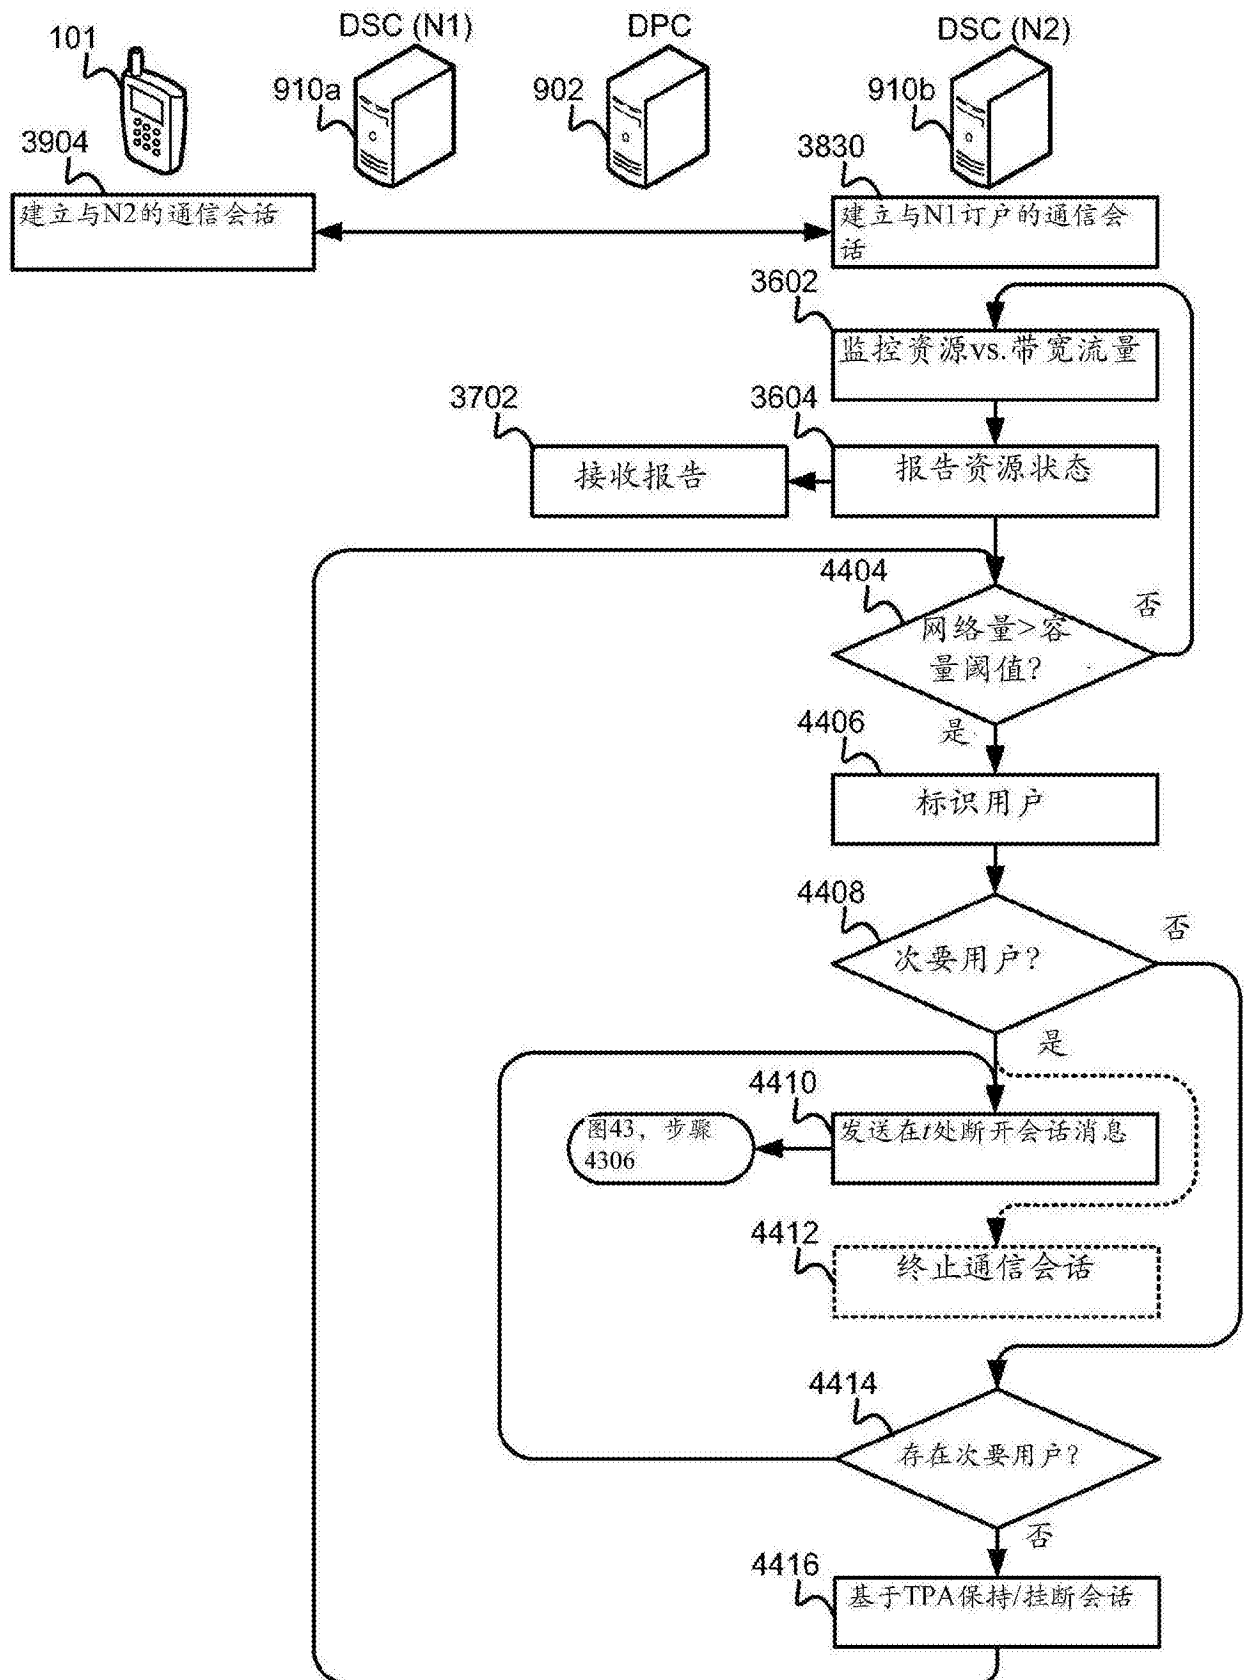 101
DSC (N1)
DPC
DSC (N2)
910a
902
910b
3904
3830
建立与N2的通信会话
建立与N1订户的通信会
话
3602
监控资源vs.带宽流量
3702
3604
接收报告
报告资源状态
4404
否
网络量>容
量阈值?
4406
是
标识用户
4408
否
次要用户?
是
4410
图43，步骤
4306
发送在t处断开会话消息
4412
终止通信会话
4414
存在次要用户?
否
4416
基于TPA保持/挂断会话